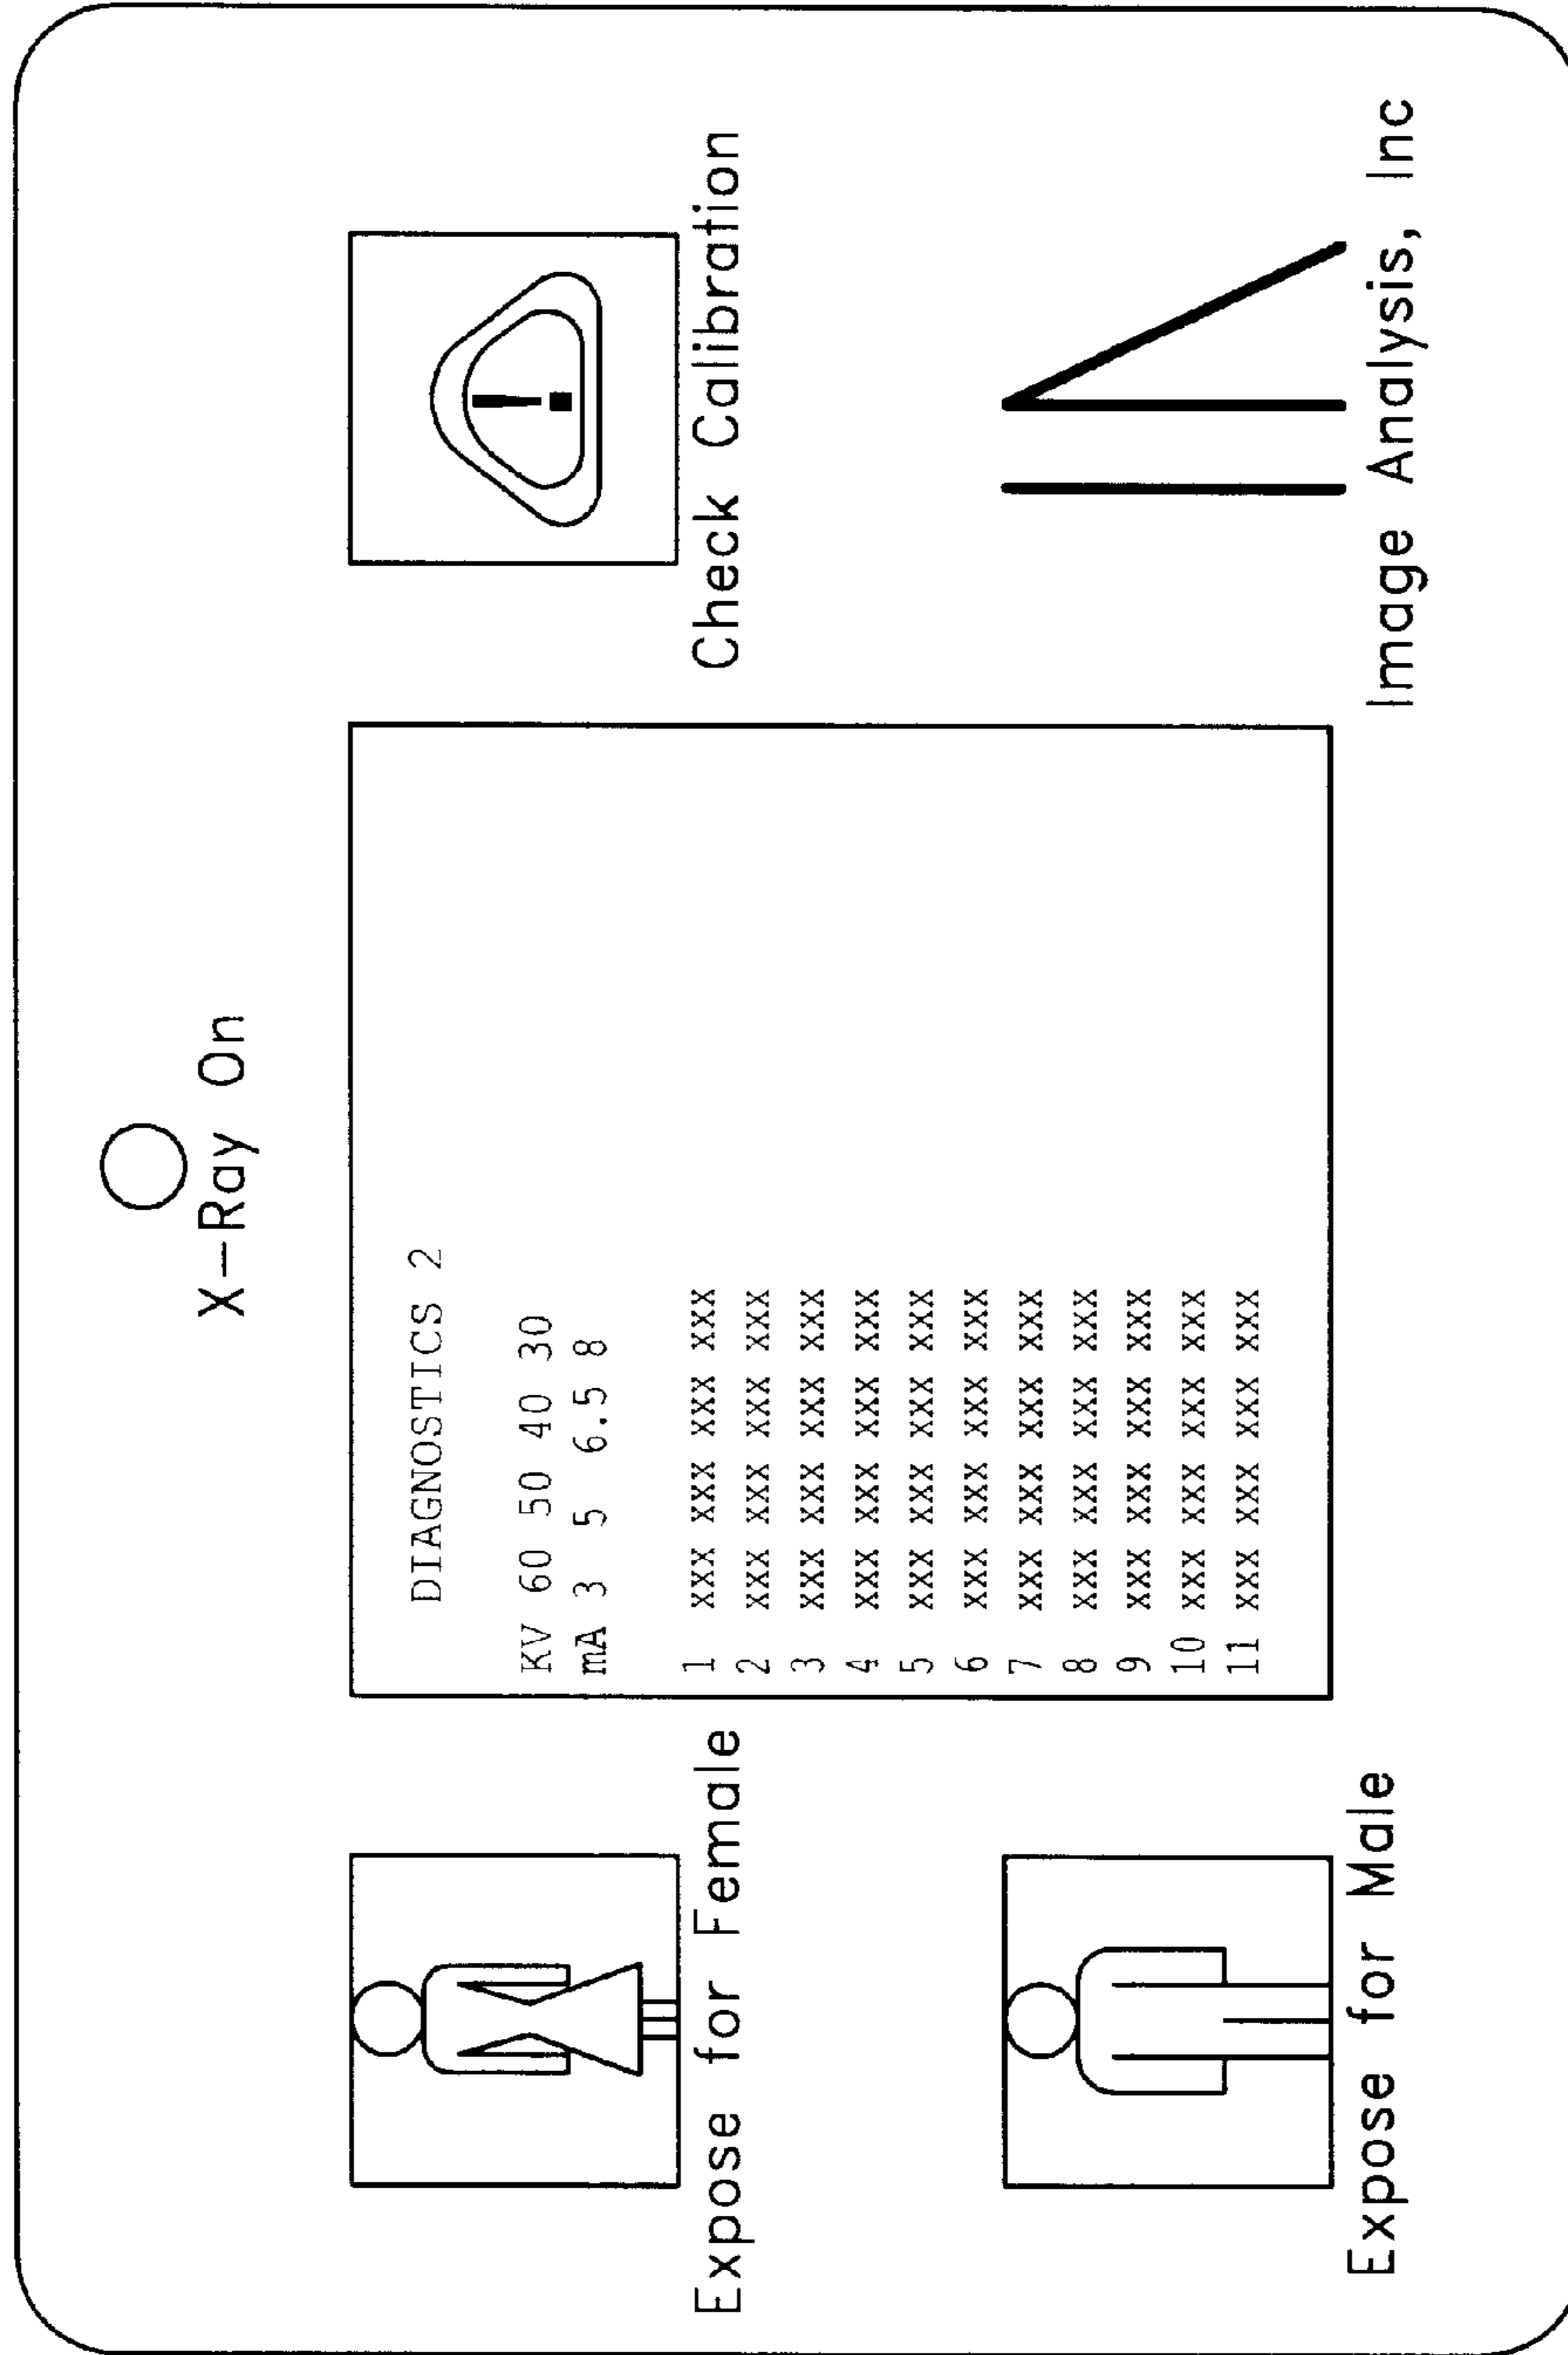 X-Ray On
Expose for Female
DIAGNOSTICS 2
KV 60 50 40 30
mA 3 5 6.5 8
1 xxx xxx xxx xxx
2 xxx xxx xxx xxx
3 xxx xxx xxx xxx
4 xxx xxx xxx xxx
5 xxx xxx xxx xxx
6 xxx xxx xxx xxx
7 xxx xxx xxx xxx
8 xxx xxx xxx xxx
9 xxx xxx xxx xxx
10 xxx xxx xxx xxx
11 xxx xxx xxx xxx
!
Check Calibration
Expose for Male
Image Analysis, Inc